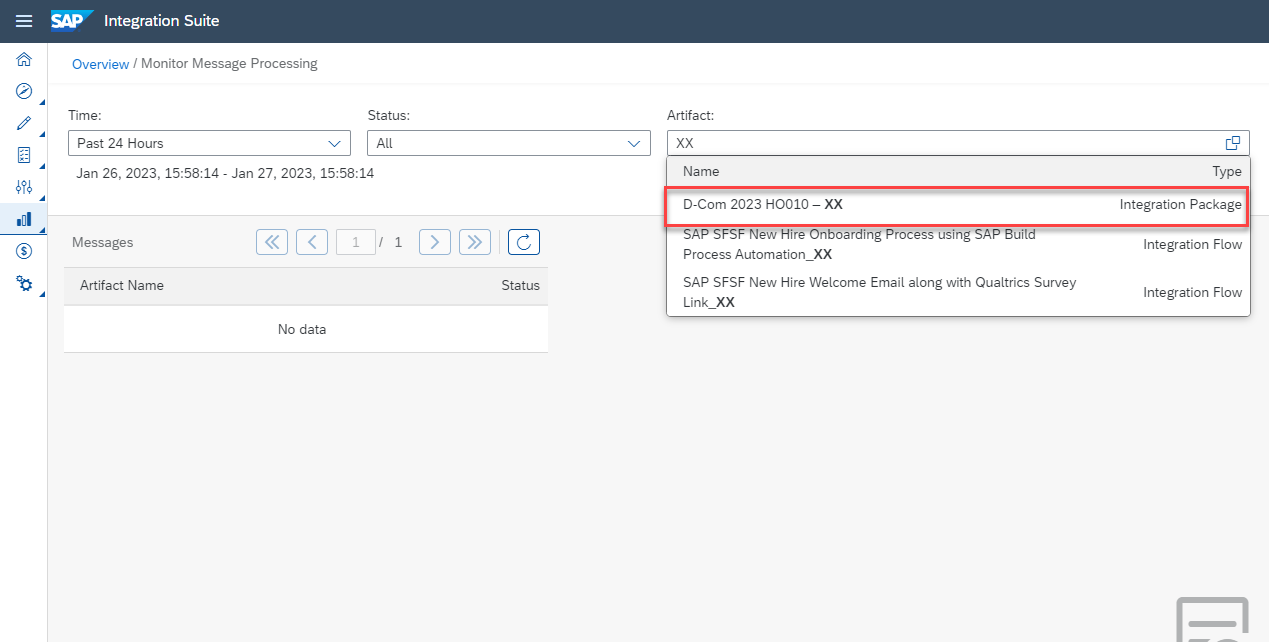 SAP Integration Suite
Overview / Monitor Message Processing
Time:
Status:
Artifact:
Past 24 Hours
All
XX
Jan 26, 2023, 15:58:14 - Jan 27, 2023, 15:58:14
Name Type
D-Com 2023 HO010 – XX Integration Package
SAP SFSF New Hire Onboarding Process using SAP Build
Process Automation_XX
Integration Flow
SAP SFSF New Hire Welcome Email along with Qualtrics Survey
Link_XX
Integration Flow
Messages
1 / 1
Artifact Name Status
No data